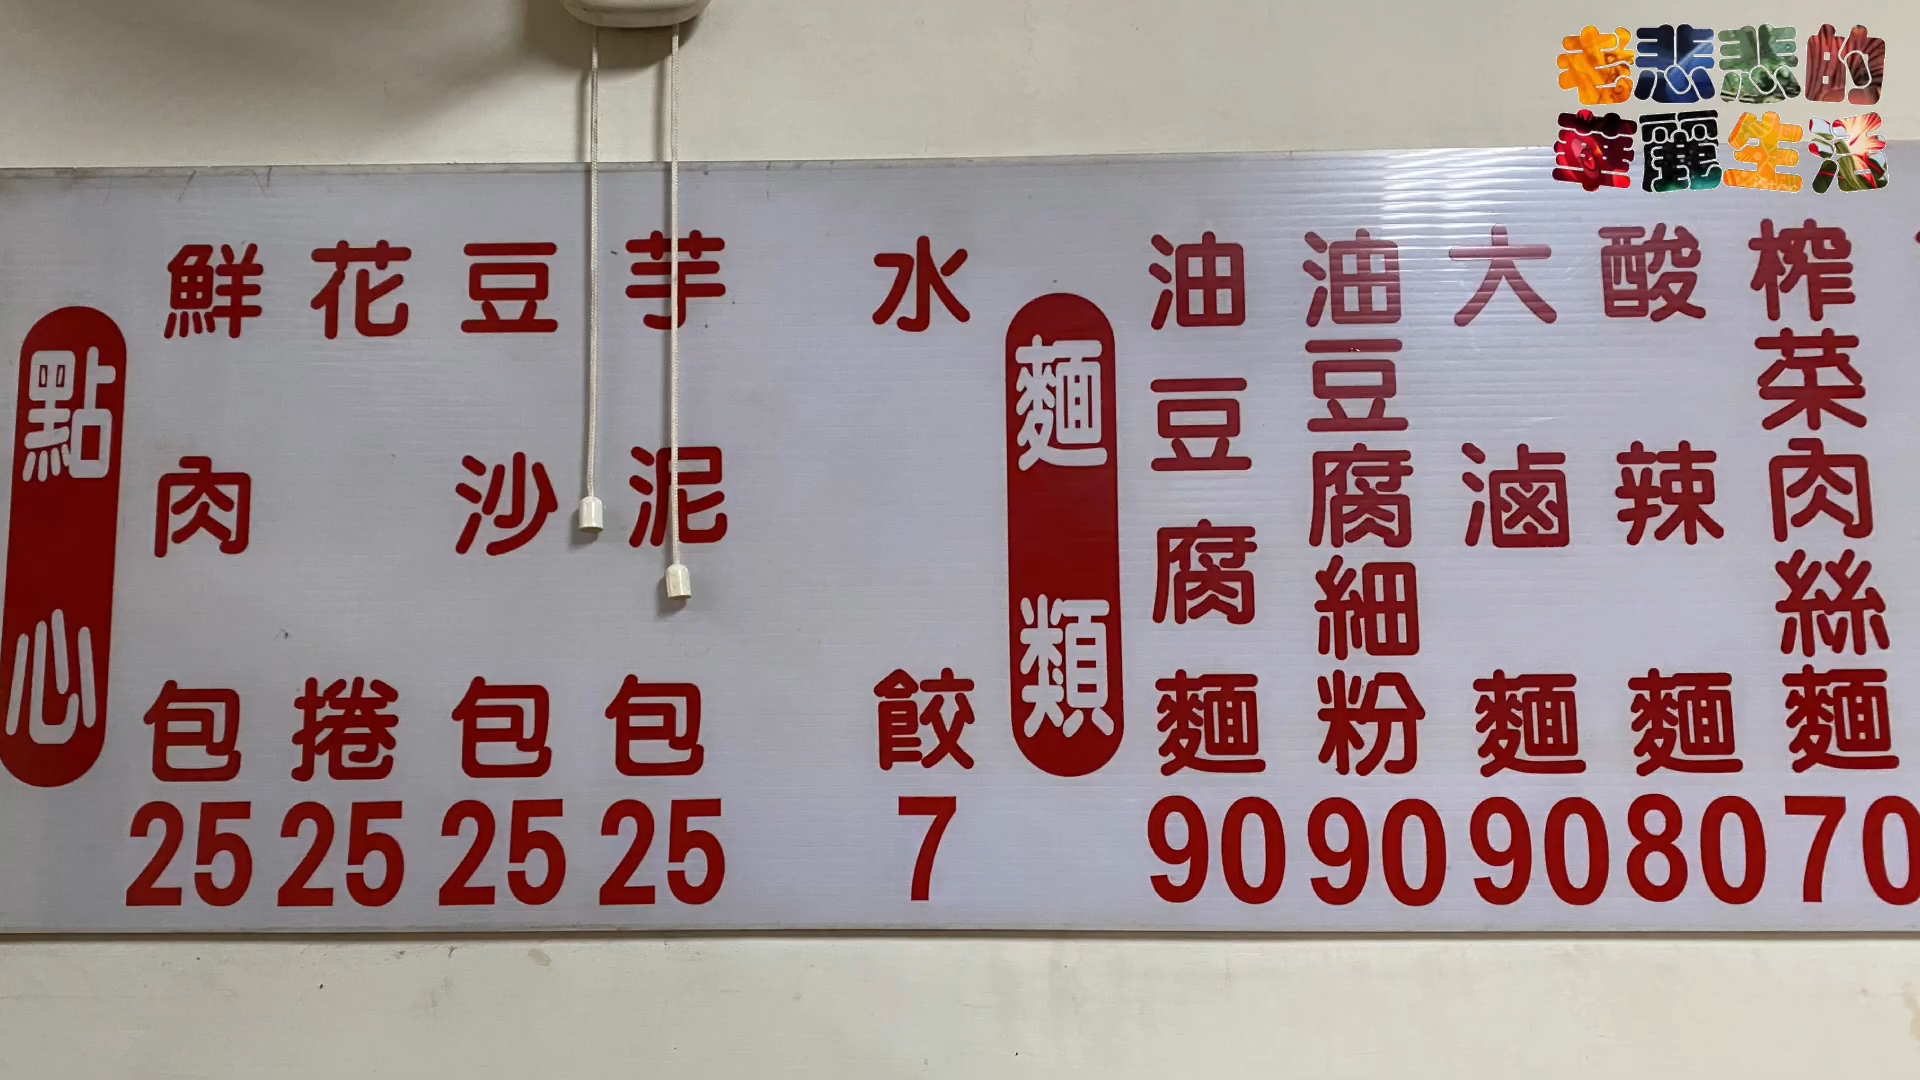 老悲悲的
華麗生活
點心
鮮肉包 25
花捲 25
豆沙包 25
芋泥包 25
水餃 7
麵類
油豆腐麵 90
油豆腐細粉 90
大滷麵 90
酸辣麵 80
榨菜肉絲麵 70